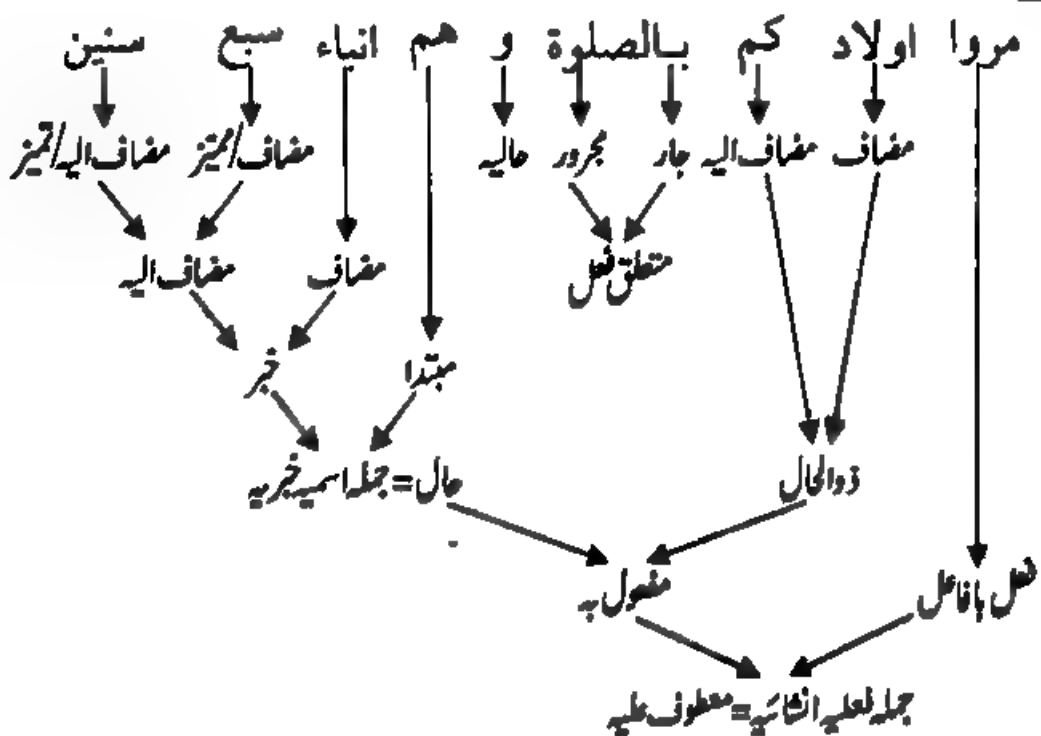 مروا اولاد کم بالصلوة و هم انباء سبع سنین
مضاف مضاف الیه جار مجرور حالیہ مضاف/ممیز مضاف الیہ/تمیز
متعلق فعل مضاف مضاف الیہ
مبتدا خبر
ذوالحال حال=جملہ اسمیہ خبریہ
فعل با فاعل مفعول بہ
جملہ فعلیہ انشائیہ=معطوف علیہ